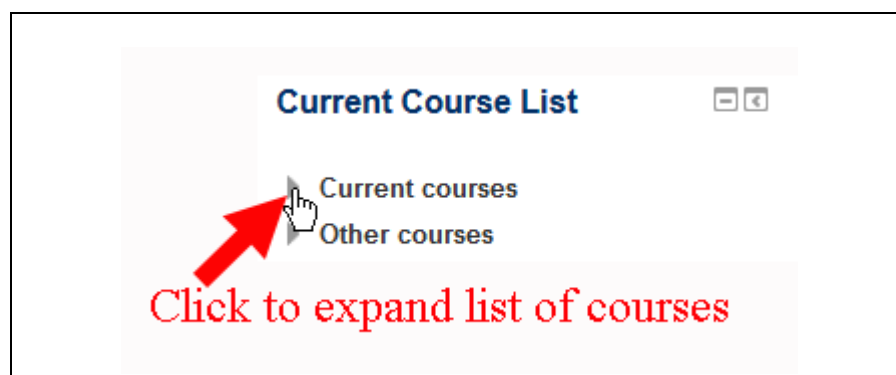 Current Course List
Current courses
Other courses
Click to expand list of courses